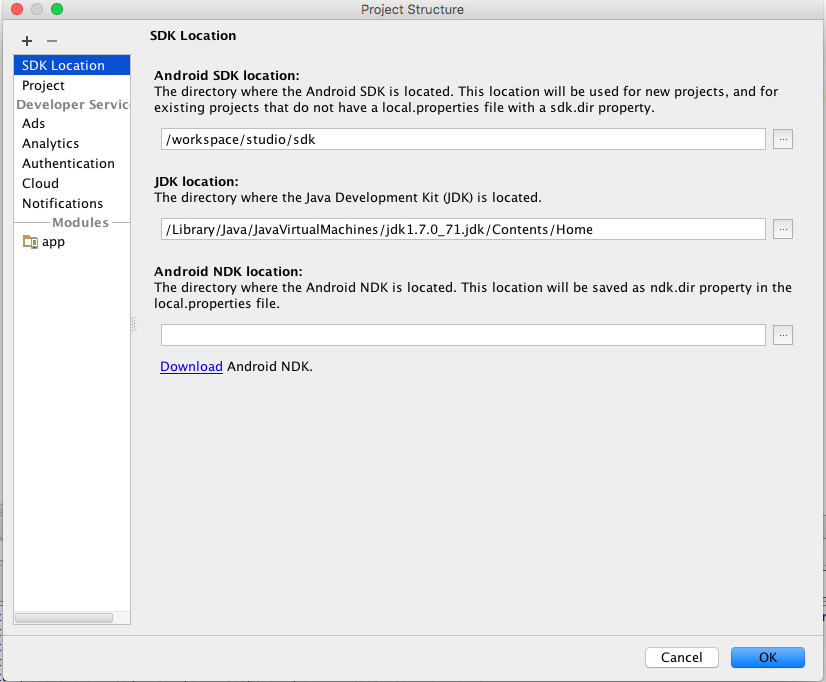 Project Structure
SDK Location
Project
Developer Servic
Ads
Analytics
Authentication
Cloud
Notifications
Modules
app
SDK Location
Android SDK location:
The directory where the Android SDK is located. This location will be used for new projects, and for
existing projects that do not have a local.properties file with a sdk.dir property.
/workspace/studio/sdk
...
JDK location:
The directory where the Java Development Kit (JDK) is located.
/Library/Java/JavaVirtualMachines/jdk1.7.0_71.jdk/Contents/Home
...
Android NDK location:
The directory where the Android NDK is located. This location will be saved as ndk.dir property in the
local.properties file.
...
Download Android NDK.
Cancel
OK